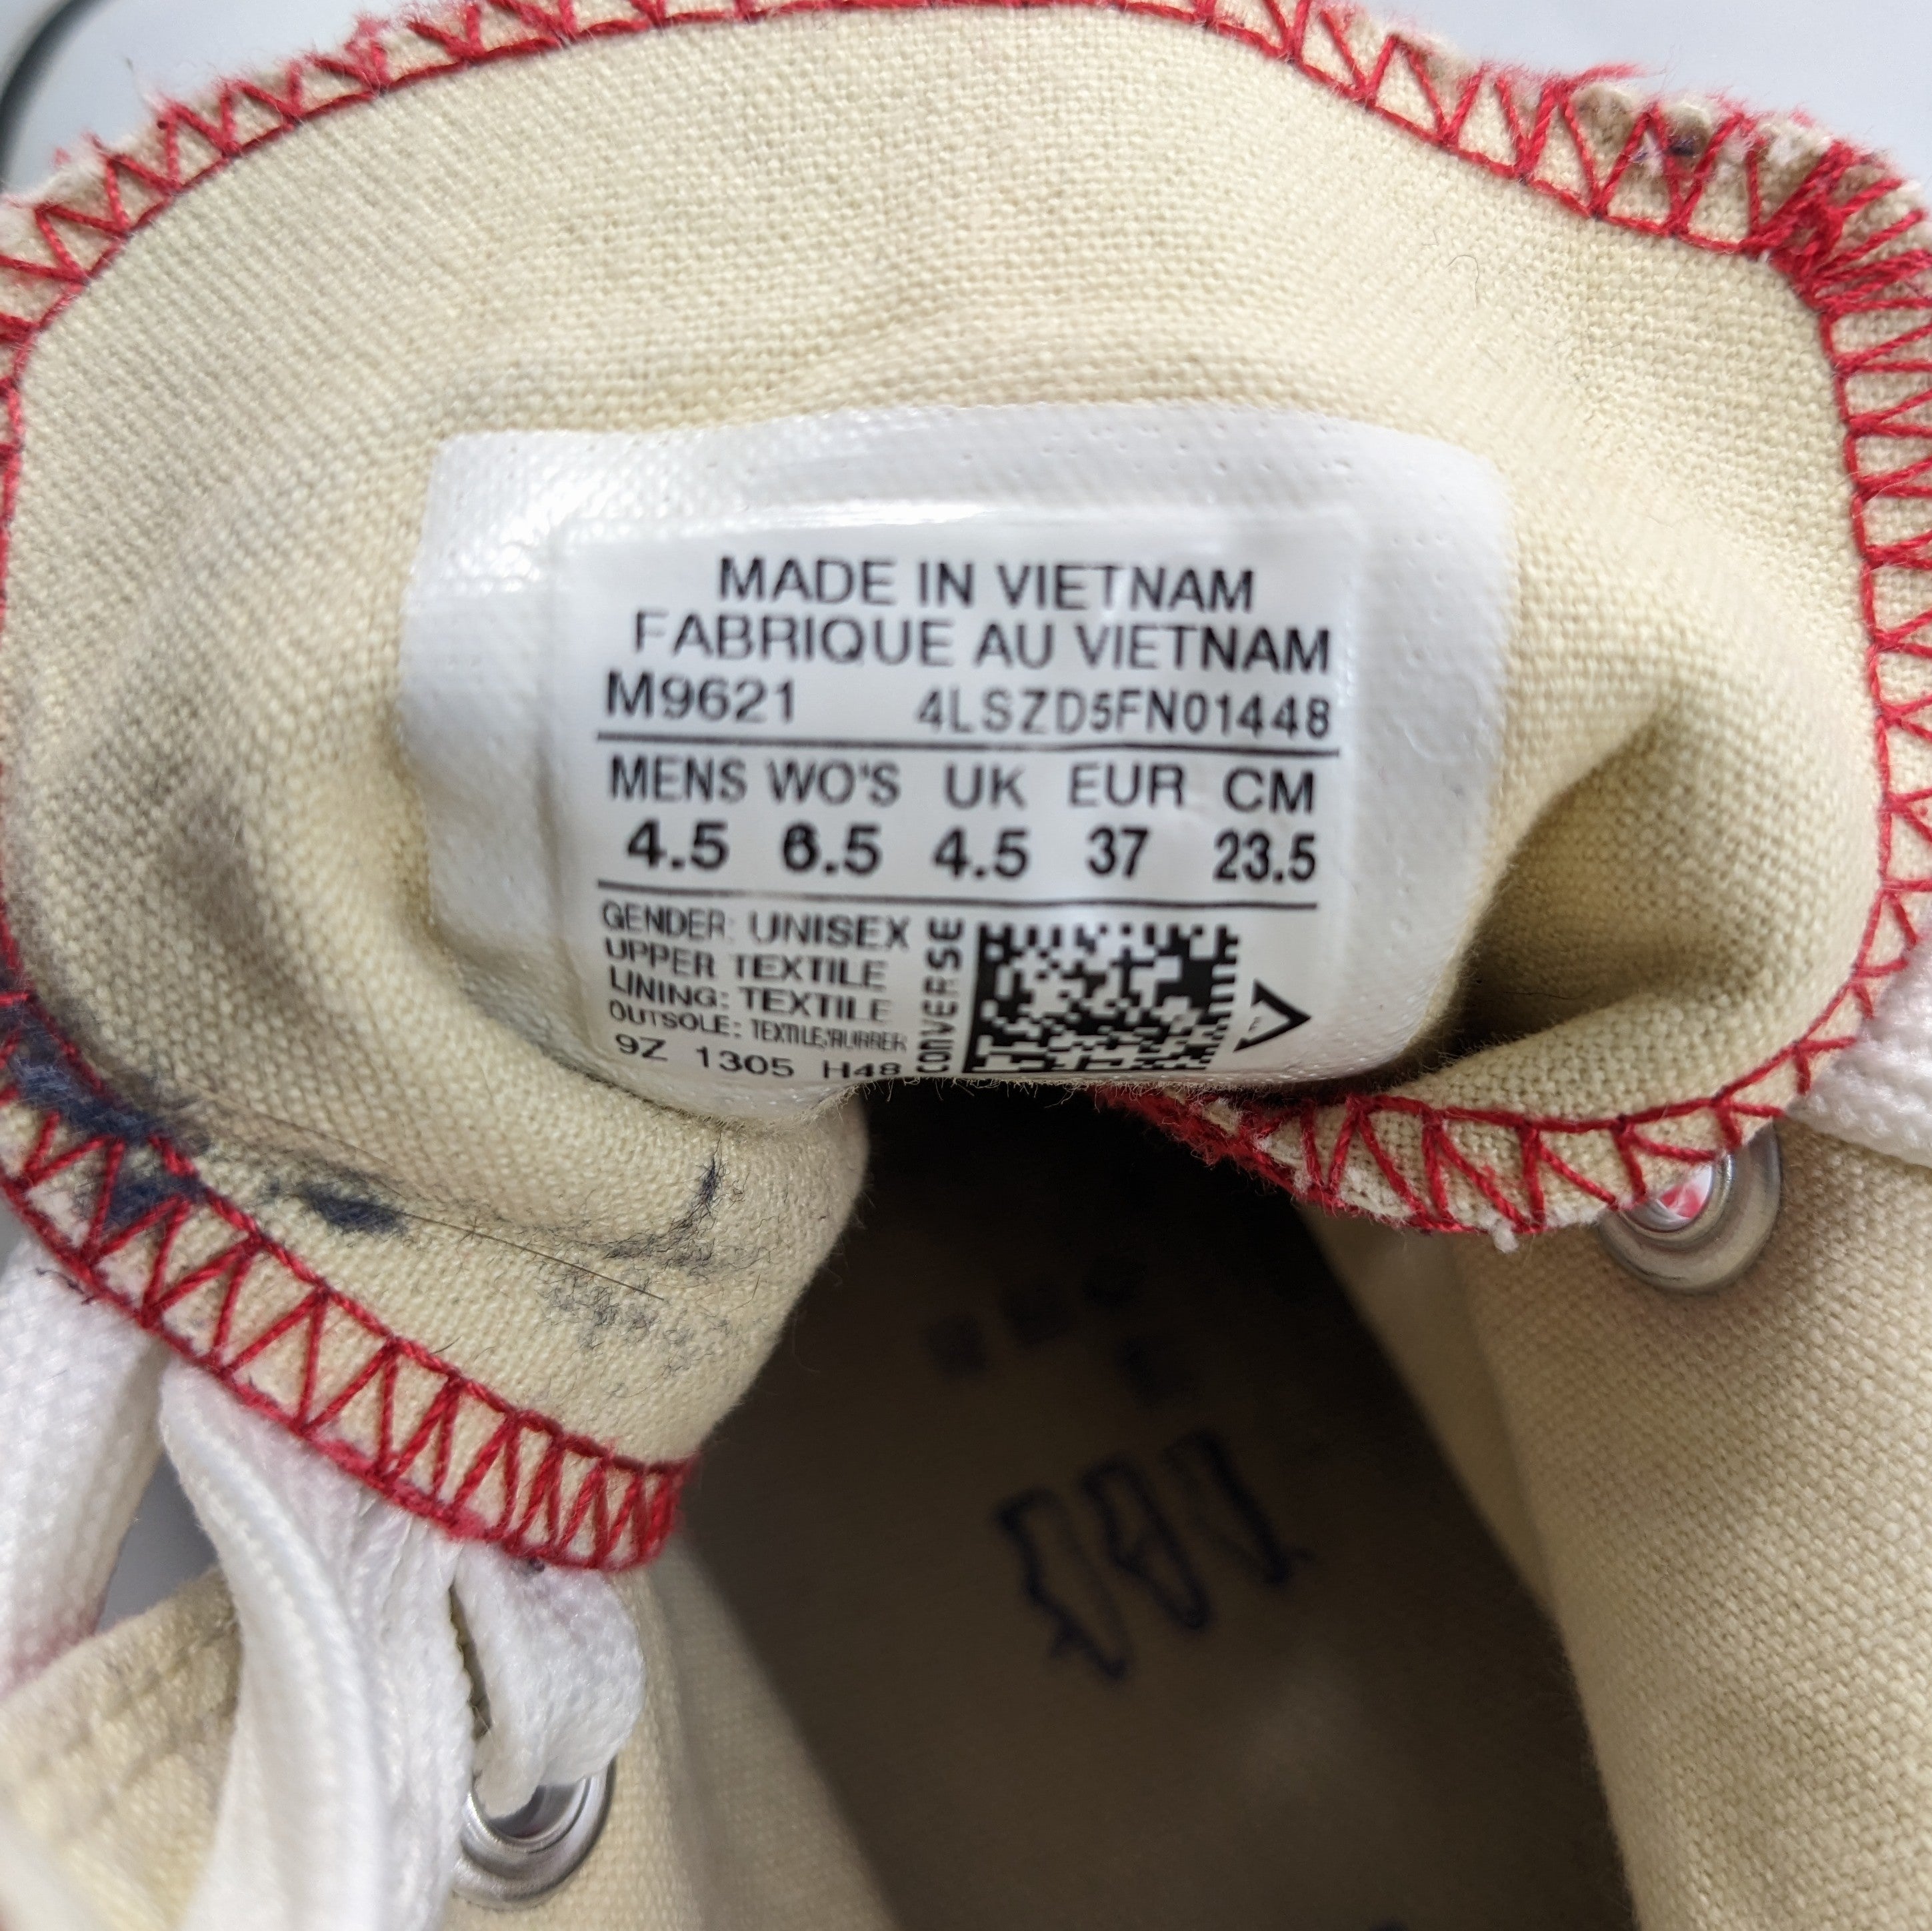 MADE IN VIETNAM
FABRIQUE AU VIETNAM
M9621 4LSZD5FN01448
MENS WO'S UK EUR CM
4.5 6.5 4.5 37 23.5
GENDER: UNISEX
UPPER TEXTILE
LINING: TEXTILE
OUTSOLE: TEXTILE/RUBBER
9Z 1305 H48
CONVERSE